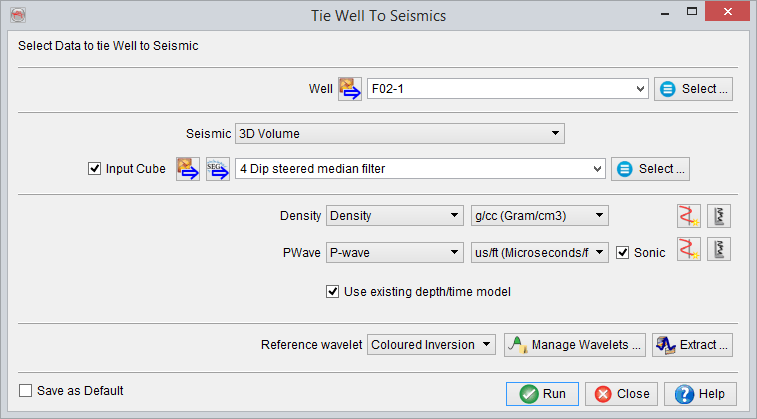 Tie Well To Seismics
Select Data to tie Well to Seismic
Well F02-1 Select ...
Seismic 3D Volume
Input Cube SEG 4 Dip steered median filter Select ...
Density Density g/cc (Gram/cm3)
PWave P-wave us/ft (Microseconds/f Sonic
Use existing depth/time model
Reference wavelet Coloured Inversion Manage Wavelets ... Extract ...
Save as Default Run Close Help